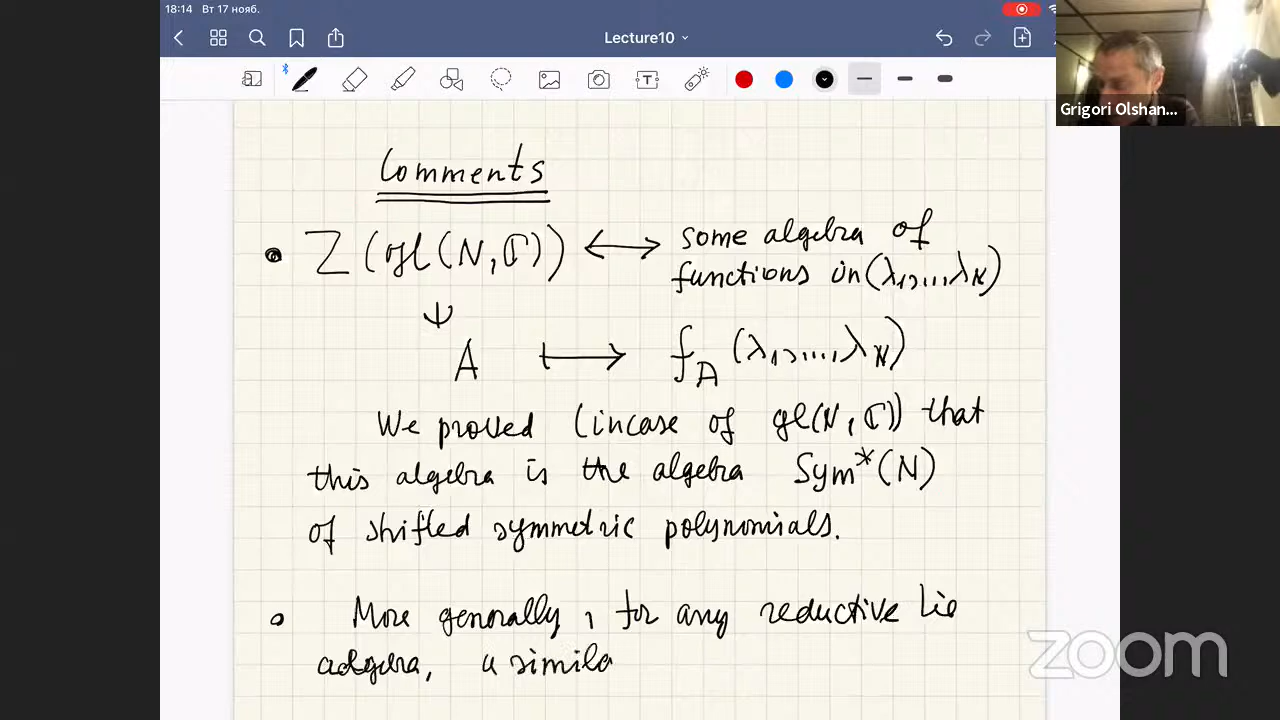 18:14 Вт 17 нояб.
Lecture10
Grigori Olshan...
Comments
• Z(gl(N,ℂ)) ⟷ some algebra of
functions in (λ₁,...,λ_N)
ψ
A ⟼ f_A (λ₁,...,λ_N)
We proved (in case of gl(N,ℂ)) that
this algebra is the algebra Sym*(N)
of shifted symmetric polynomials.
• More generally, for any reductive Lie
algebra, a simila
zoom